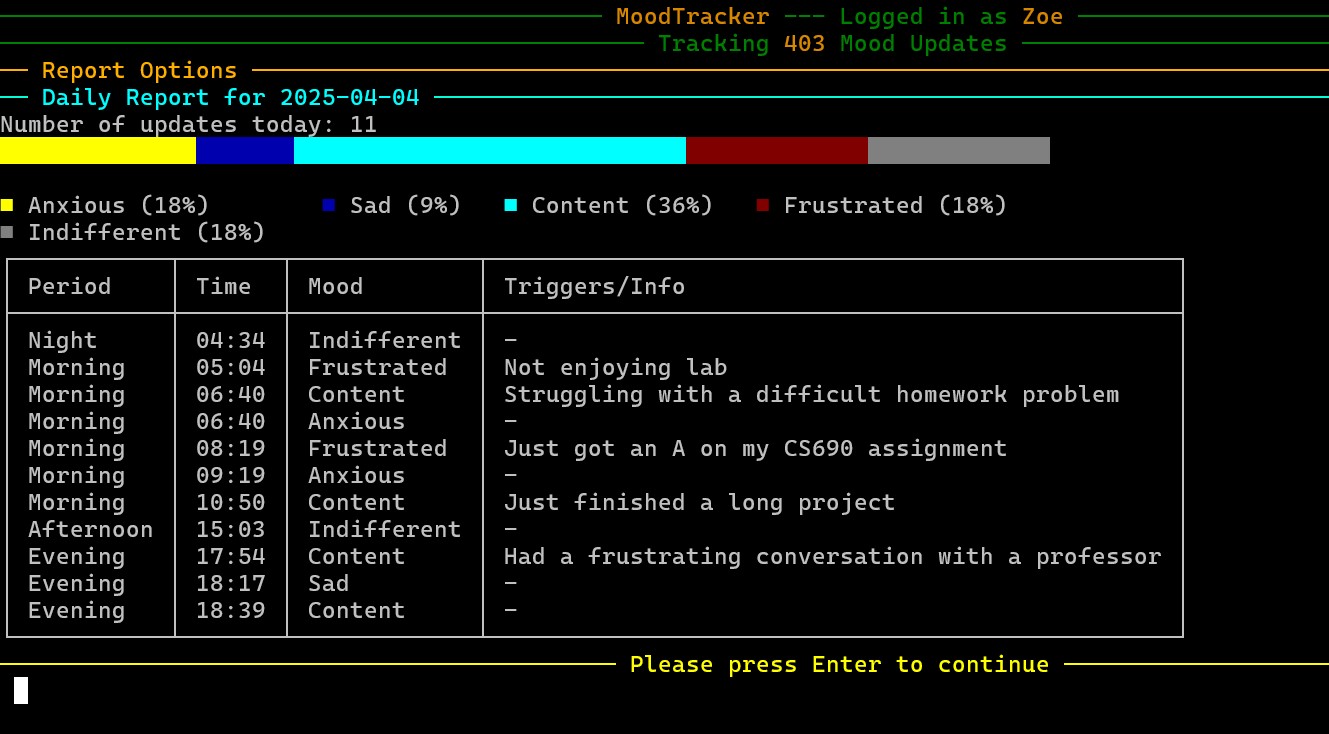 MoodTracker --- Logged in as Zoe
Tracking 403 Mood Updates
Report Options
Daily Report for 2025-04-04
Number of updates today: 11
Anxious (18%) Sad (9%) Content (36%) Frustrated (18%)
Indifferent (18%)
Period Time Mood Triggers/Info
Night 04:34 Indifferent -
Morning 05:04 Frustrated Not enjoying lab
Morning 06:40 Content Struggling with a difficult homework problem
Morning 06:40 Anxious -
Morning 08:19 Frustrated Just got an A on my CS690 assignment
Morning 09:19 Anxious -
Morning 10:50 Content Just finished a long project
Afternoon 15:03 Indifferent -
Evening 17:54 Content Had a frustrating conversation with a professor
Evening 18:17 Sad -
Evening 18:39 Content -
Please press Enter to continue